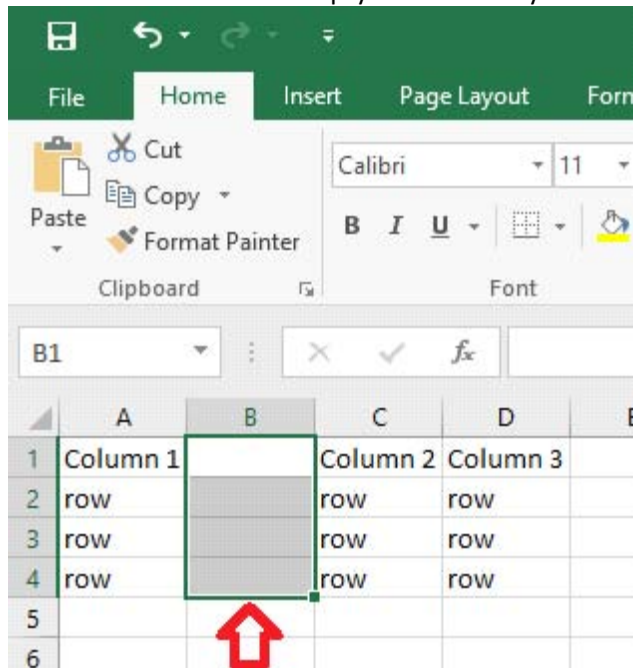 File Home Insert Page Layout
Cut
Calibri 11
Copy
Paste
Format Painter
B I U
Clipboard Font
B1 fx
A B C D
1 Column 1 Column 2 Column 3
2 row row row
3 row row row
4 row row row
5
6